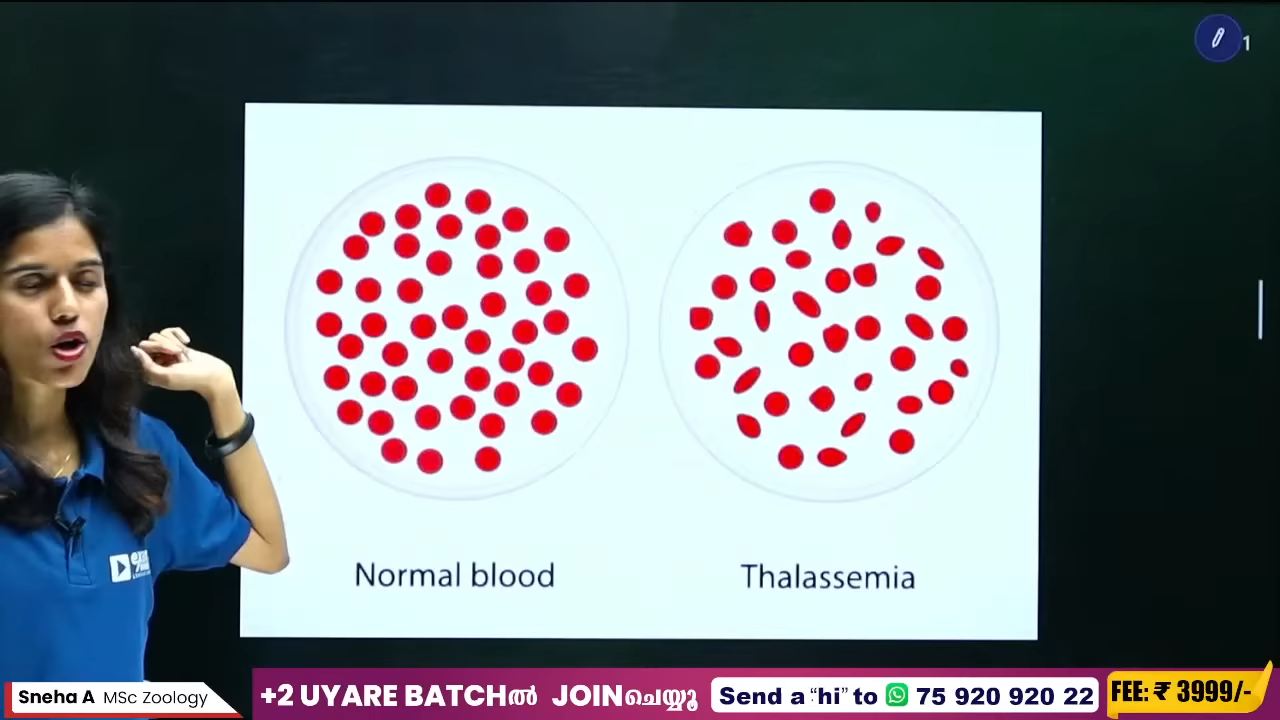 1
Normal blood
Thalassemia
Sneha A MSc Zoology
+2 UYARE BATCHൽ JOINചെയ്യൂ
Send a “hi” to 75 920 920 22
FEE: ₹ 3999/-